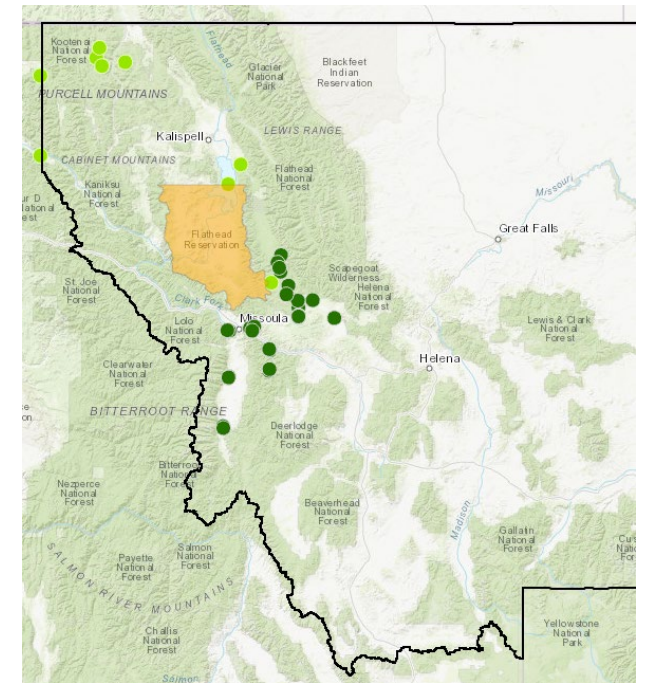 Kootenai
National
Forest
Flathead
Glacier
National
Park
Blackfeet
Indian
Reservation
PURCELL MOUNTAINS
Kalispell
LEWIS RANGE
CABINET MOUNTAINS
Flathead
National
Forest
Kaniksu
National
Forest
Missouri
Great Falls
Flathead
Reservation
Scapegoat
Wilderness
Helena
National
Forest
St. Joe
National
Forest
Clark Fork
Missoula
Lolo
National
Forest
Lewis & Clark
National
Forest
Helena
Clearwater
National
Forest
BITTERROOT RANGE
Deerlodge
National
Forest
Bitterroot
National
Forest
Nezperce
National
Forest
Beaverhead
National
Forest
Madison
Gallatin
National
Forest
Salmon
National
Forest
Payette
National
Forest
SALMON RIVER MOUNTAINS
Challis
National
Forest
Yellowstone
National
Park
Salmon